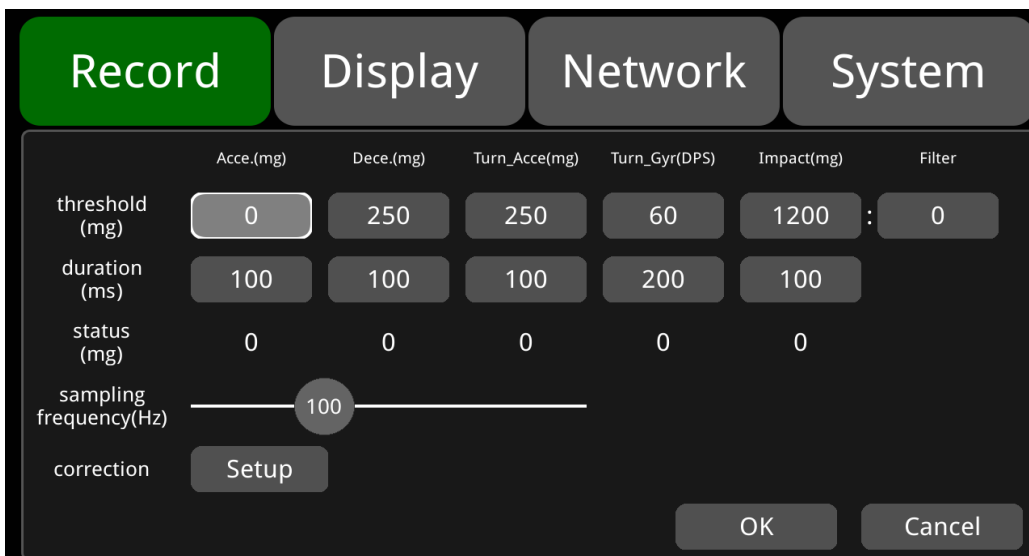 Record Display Network System
Acce.(mg) Dece.(mg) Turn_Acce(mg) Turn_Gyr(DPS) Impact(mg) Filter
threshold
(mg)
0 250 250 60 1200 : 0
duration
(ms)
100 100 100 200 100
status
(mg)
0 0 0 0 0
sampling
frequency(Hz)
100
correction Setup
OK Cancel